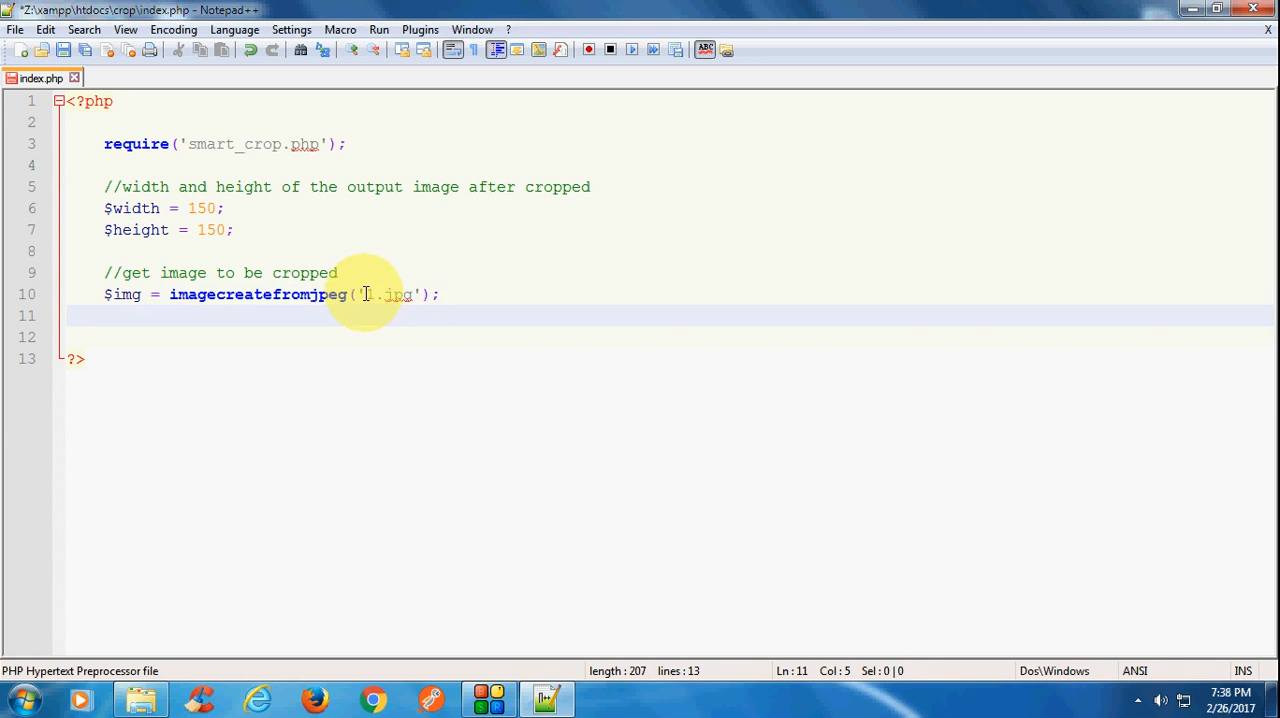 *Z:\xampp\htdocs\crop\index.php - Notepad++
File Edit Search View Encoding Language Settings Macro Run Plugins Window ? X
index.php
1 <?php
2
3 require('smart_crop.php');
4
5 //width and height of the output image after cropped
6 $width = 150;
7 $height = 150;
8
9 //get image to be cropped
10 $img = imagecreatefromjpeg('1.jpg');
11
12
13 ?>
PHP Hypertext Preprocessor file length : 207 lines : 13 Ln : 11 Col : 5 Sel : 0 | 0 Dos\Windows ANSI INS
7:38 PM
2/26/2017